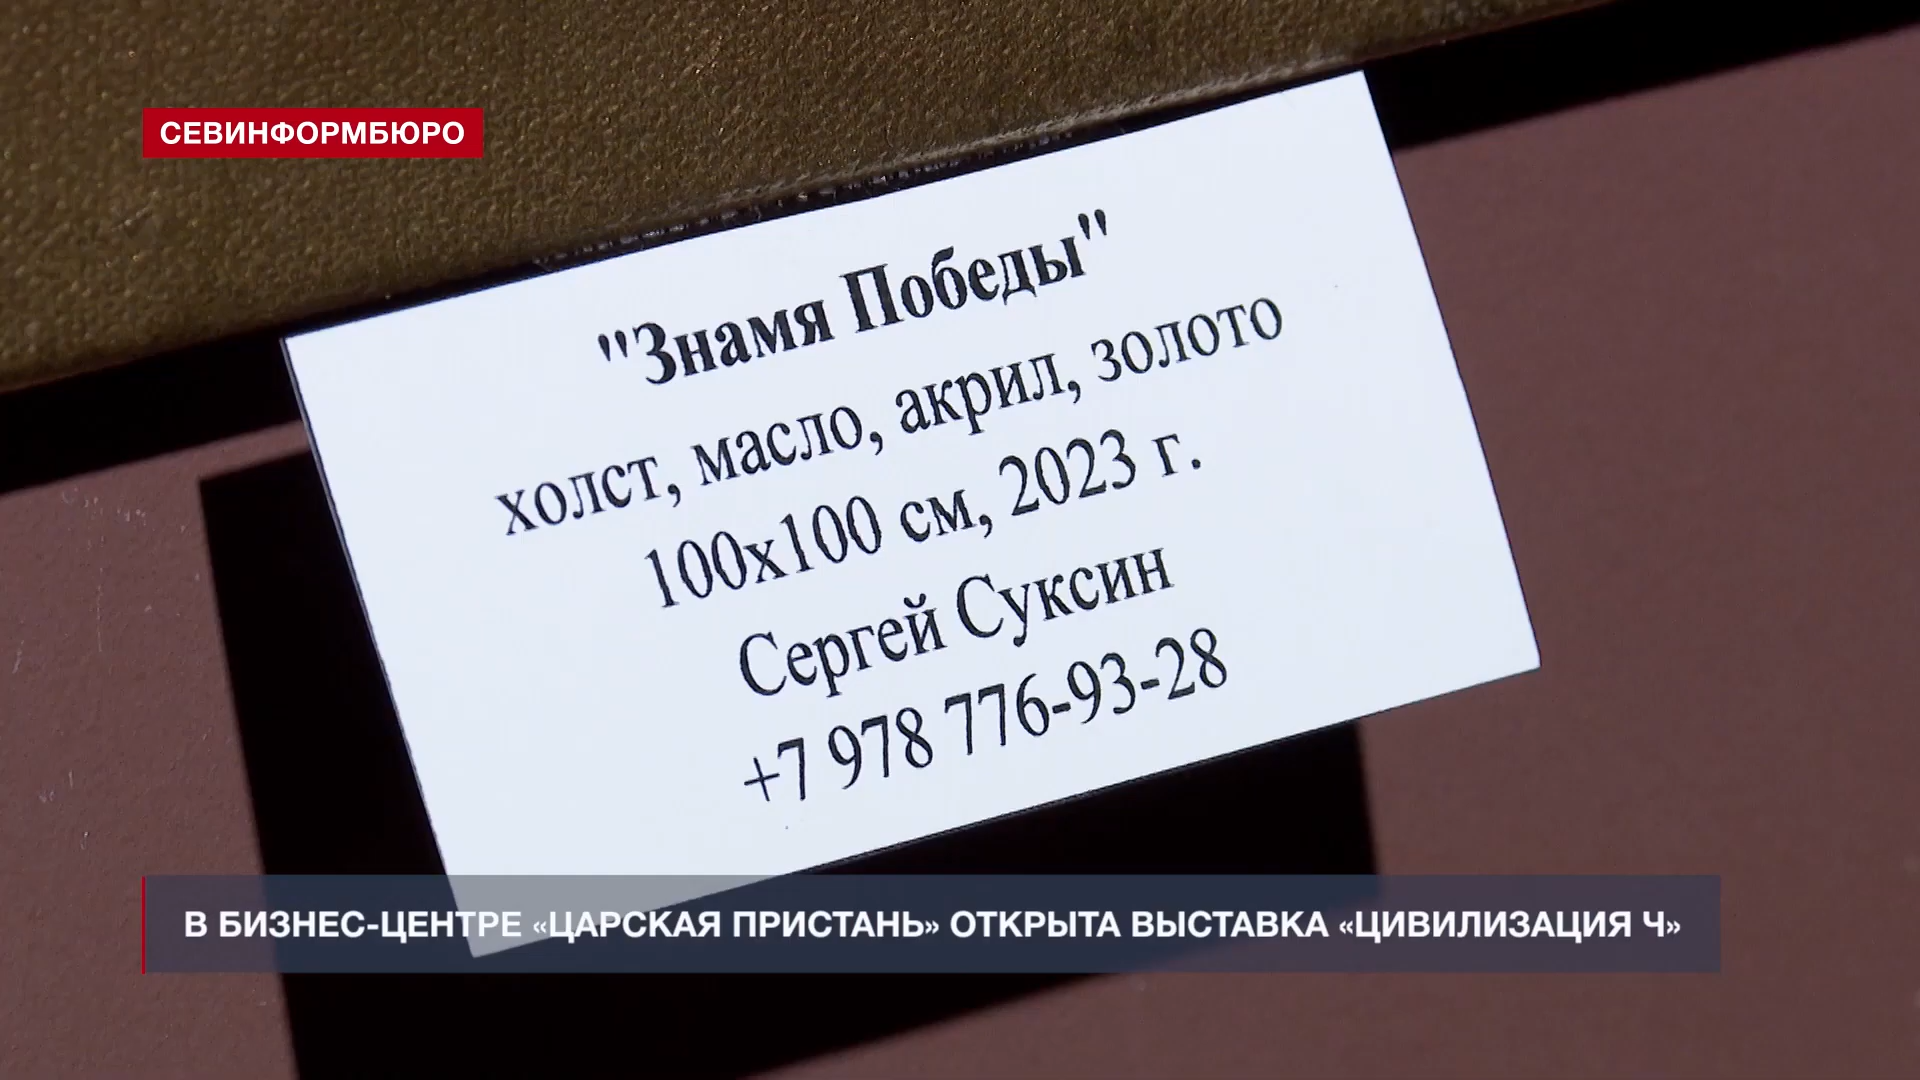 СЕВИНФОРМБЮРО
"Знамя Победы"
холст, масло, акрил, золото
100х100 см, 2023 г.
Сергей Суксин
+7 978 776-93-28
В БИЗНЕС-ЦЕНТРЕ «ЦАРСКАЯ ПРИСТАНЬ» ОТКРЫТА ВЫСТАВКА «ЦИВИЛИЗАЦИЯ Ч»